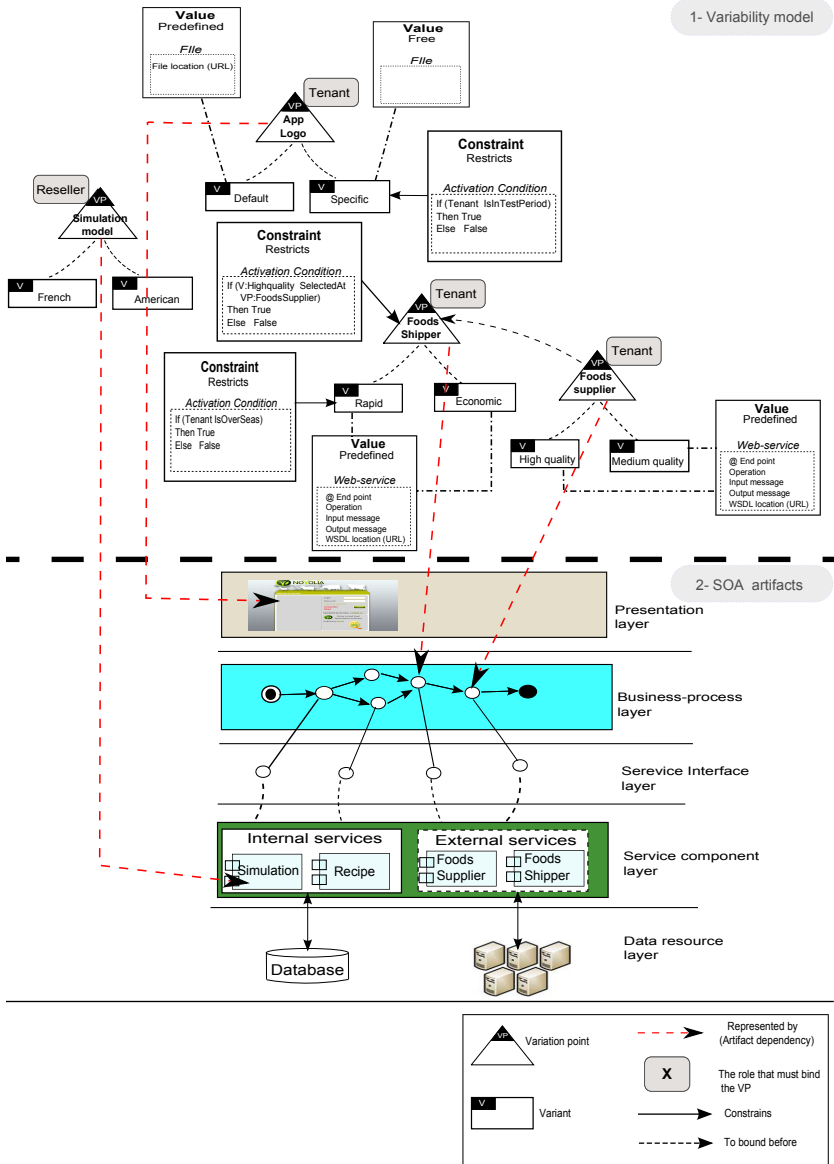 1- Variability model
Value
Predefined
FIle
File location (URL)
Value
Free
FIle
Tenant
VP
App
Logo
Constraint
Restricts
Activation Condition
If (Tenant IsInTestPeriod)
Then True
Else False
Reseller
VP
Simulation
model
V
Default
V
Specific
Constraint
Restricts
Activation Condition
If (V:Highquality SelectedAt
VP:FoodsSupplier)
Then True
Else False
V
French
V
American
Tenant
VP
Foods
Shipper
Tenant
VP
Foods
supplier
Constraint
Restricts
Activation Condition
If (Tenant IsOverSeas)
Then True
Else False
V
Rapid
V
Economic
Value
Predefined
Web-service
@ End point
Operation
Input message
Output message
WSDL location (URL)
V
High quality
V
Medium quality
Value
Predefined
Web-service
@ End point
Operation
Input message
Output message
WSDL location (URL)
2- SOA artifacts
Presentation
layer
Business-process
layer
Serevice Interface
layer
Internal services
Simulation
Recipe
External services
Foods
Supplier
Foods
Shipper
Service component
layer
Database
Data resource
layer
VP
Variation point
Represented by
(Artifact dependency)
X
The role that must bind
the VP
V
Variant
Constrains
To bound before